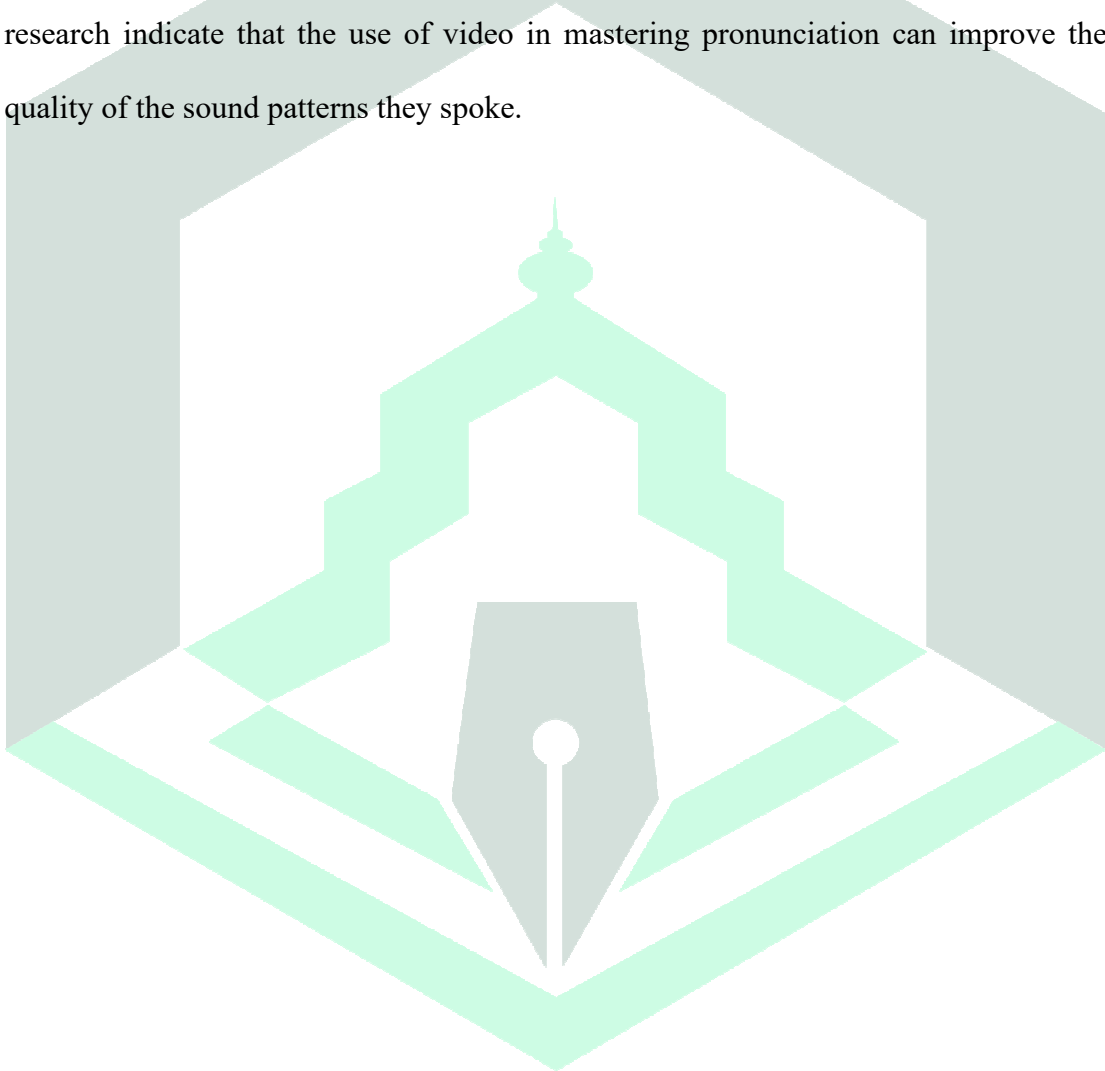 research indicate that the use of video in mastering pronunciation can improve the
quality of the sound patterns they spoke.